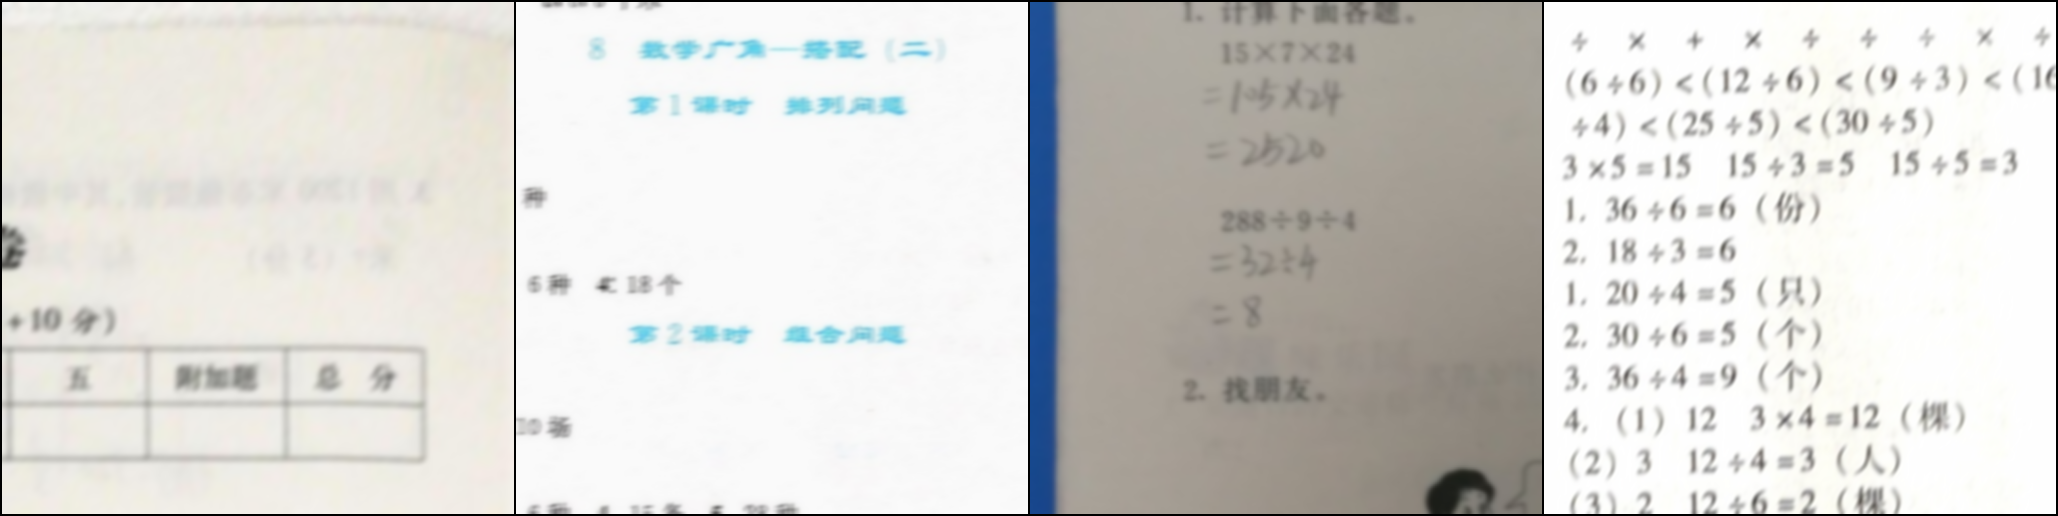 +10 分)
五 附加题 总 分
8 数学广角—搭配(二)
第1课时 排列问题
种
6种 4. 18个
第2课时 组合问题
10场
1. 计算下面各题。
15×7×24
=105×24
=2520
288÷9÷4
=32÷4
=8
2. 找朋友。
÷ × + × ÷ ÷ ÷ × ÷
(6÷6)<(12÷6)<(9÷3)<(16
÷4)<(25÷5)<(30÷5)
3×5=15 15÷3=5 15÷5=3
1. 36÷6=6(份)
2. 18÷3=6
1. 20÷4=5(只)
2. 30÷6=5(个)
3. 36÷4=9(个)
4. (1) 12 3×4=12(棵)
(2) 3 12÷4=3(人)
(3) 2 12÷6=2(棵)